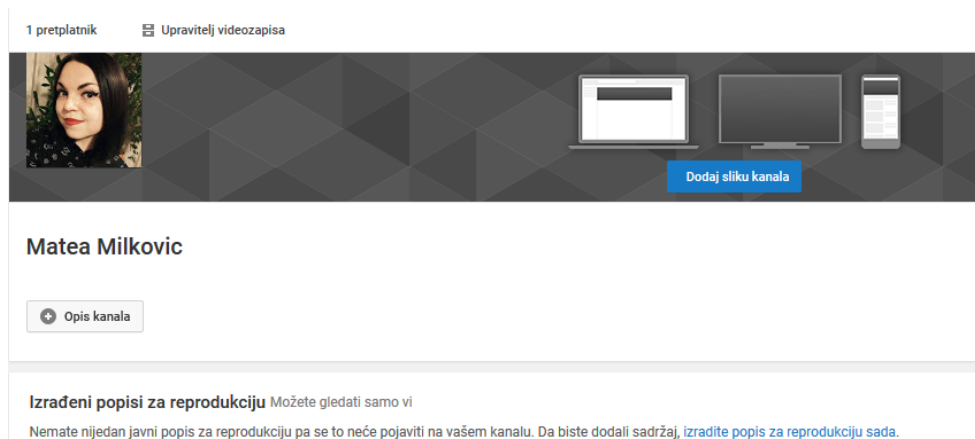 1 pretplatnik Upravitelj videozapisa
Dodaj sliku kanala
Matea Milkovic
Opis kanala
Izrađeni popisi za reprodukciju Možete gledati samo vi
Nemate nijedan javni popis za reprodukciju pa se to neće pojaviti na vašem kanalu. Da biste dodali sadržaj, izradite popis za reprodukciju sada.